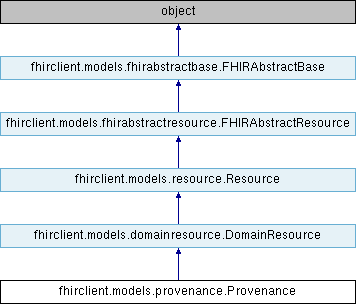 object
fhirclient.models.fhirabstractbase.FHIRAbstractBase
fhirclient.models.fhirabstractresource.FHIRAbstractResource
fhirclient.models.resource.Resource
fhirclient.models.domainresource.DomainResource
fhirclient.models.provenance.Provenance